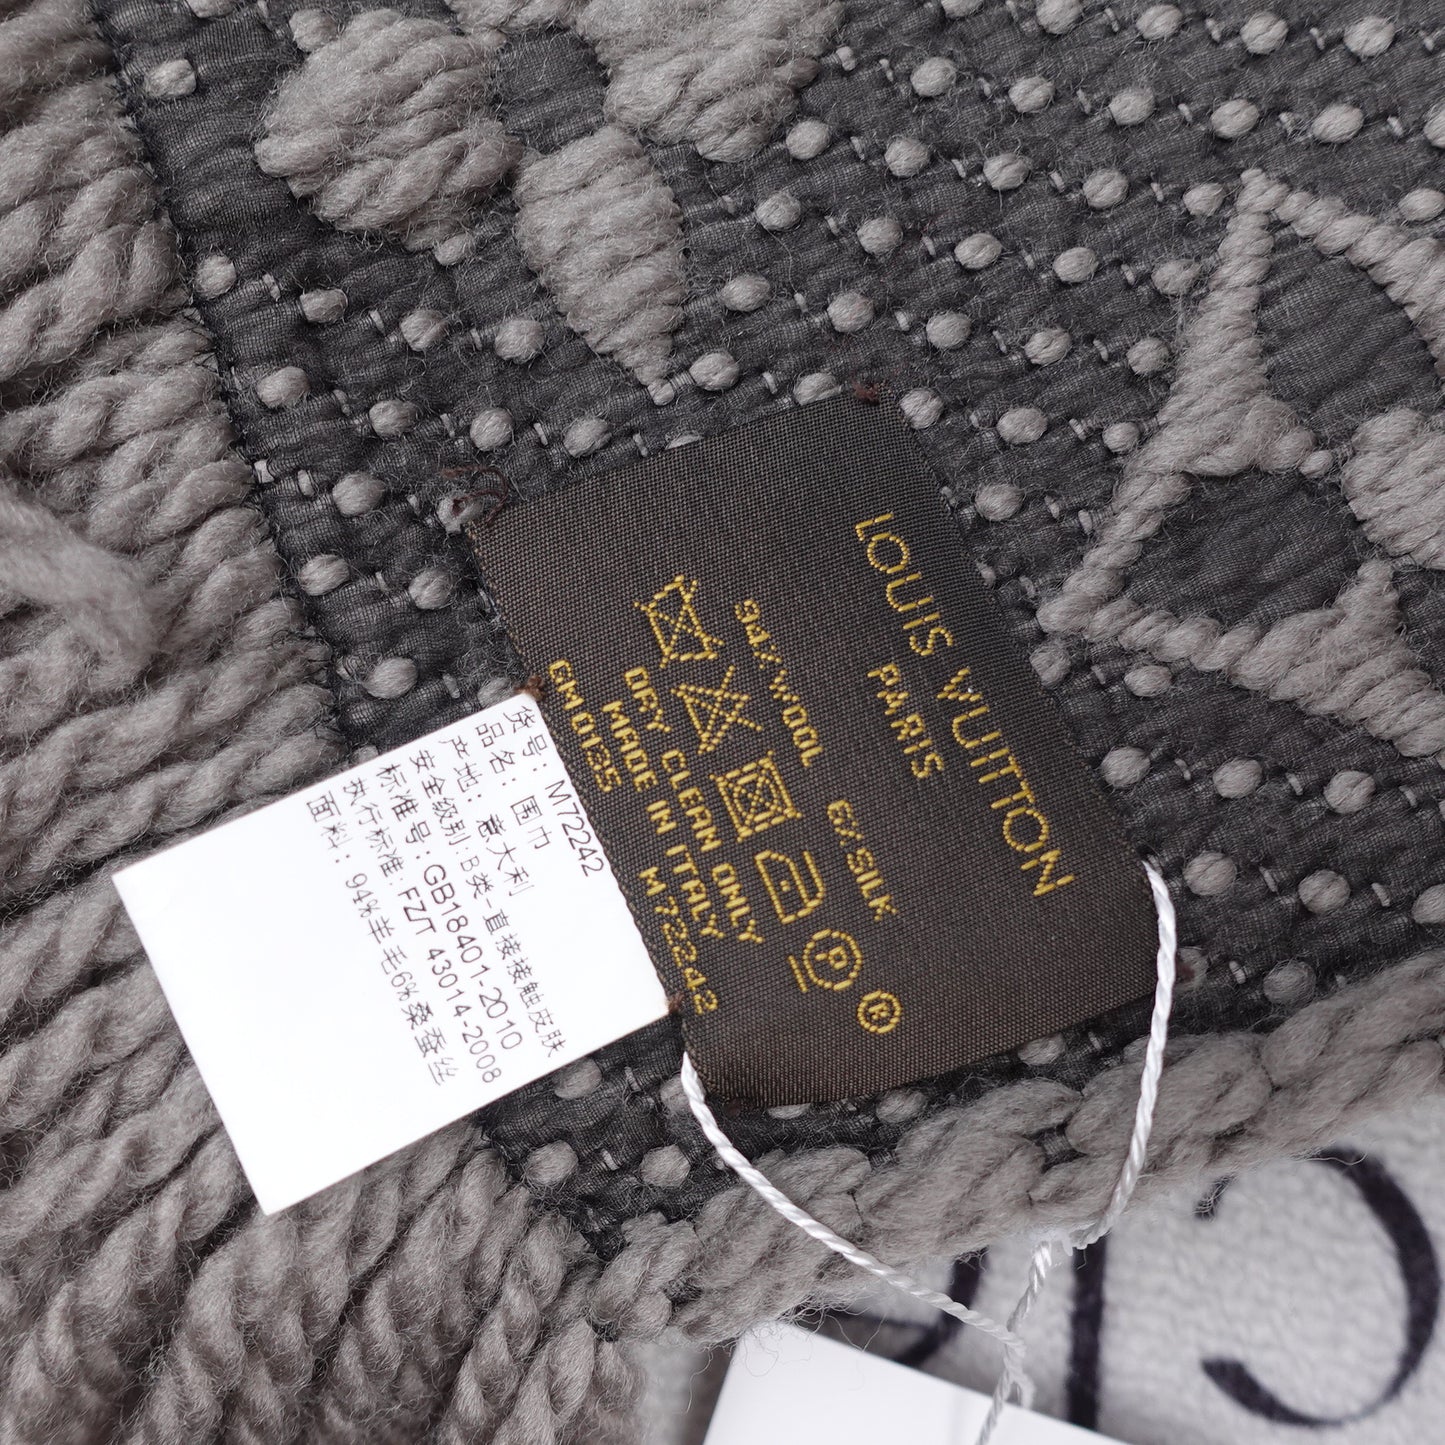 LOUIS VUITTON
PARIS
®
94%WOOL
6%SILK
DRY CLEAN ONLY
MADE IN ITALY
CM0125
M72242
货号: M72242
品名: 国巾
产地: 意大利
安全级别: B类-直接接触皮肤
标准号: GB18401-2010
执行标准: FZ/T 43014-2008
面料: 94%羊毛6%桑蚕丝